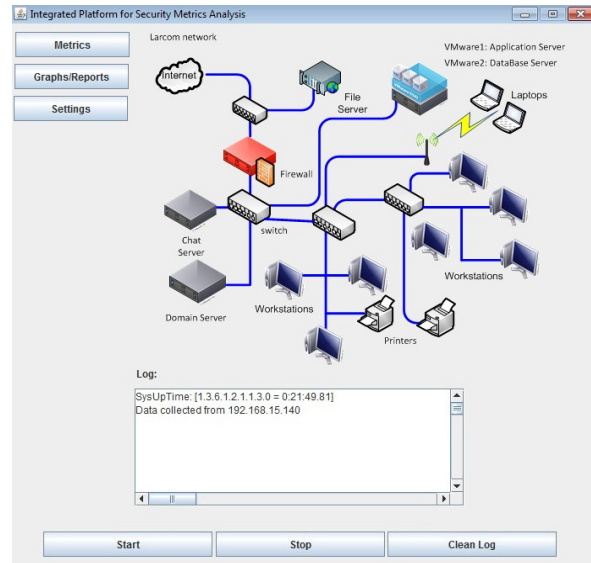 Integrated Platform for Security Metrics Analysis
Metrics
Graphs/Reports
Settings
Larcom network
VMware1: Application Server
VMware2: DataBase Server
Internet
File
Server
Laptops
Firewall
switch
Chat
Server
Domain Server
Workstations
Workstations
Printers
Log:
SysUpTime: [1.3.6.1.2.1.1.3.0 = 0:21:49.81]
Data collected from 192.168.15.140
Start
Stop
Clean Log